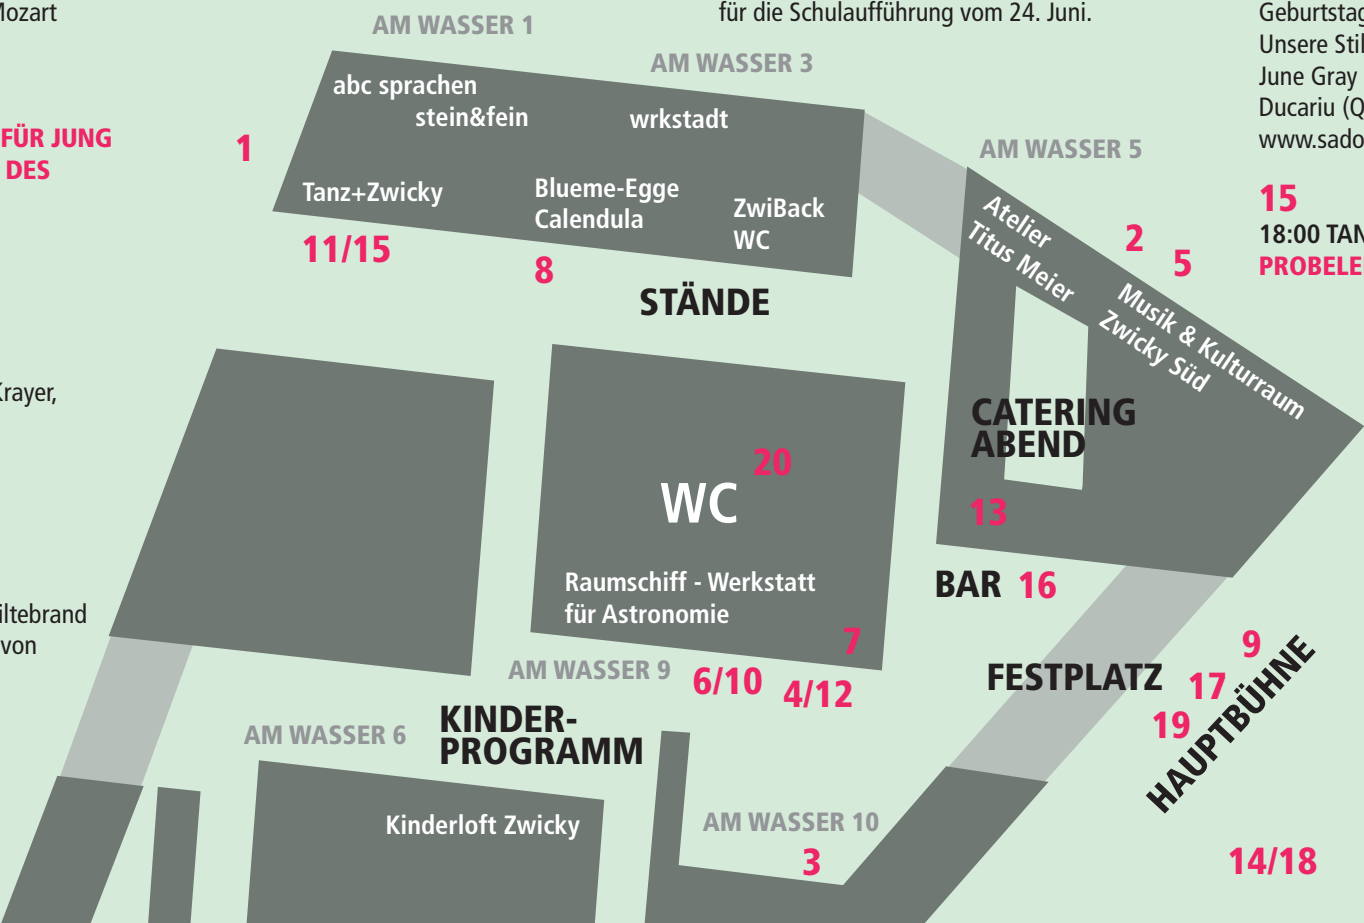 Mozart
für die Schulaufführung vom 24. Juni.
FÜR JUNG
DES
Krayer,
iltebrand
von
AM WASSER 1
AM WASSER 3
abc sprachen
stein&fein
wrkstadt
1
Tanz+Zwicky
Blueme-Egge
Calendula
ZwiBack
WC
11/15
8
STÄNDE
AM WASSER 5
Atelier
Titus Meier
2
5
Musik & Kulturraum
Zwicky Süd
CATERING
ABEND
13
20
WC
Raumschiff - Werkstatt
für Astronomie
7
BAR 16
AM WASSER 9
6/10
4/12
FESTPLATZ
9
17
19
HAUPTBÜHNE
14/18
AM WASSER 6
KINDER-
PROGRAMM
Kinderloft Zwicky
AM WASSER 10
3
Geburtstag
Unsere Stil
June Gray
Ducariu (Q
www.sado
15
18:00 TAN
PROBELE